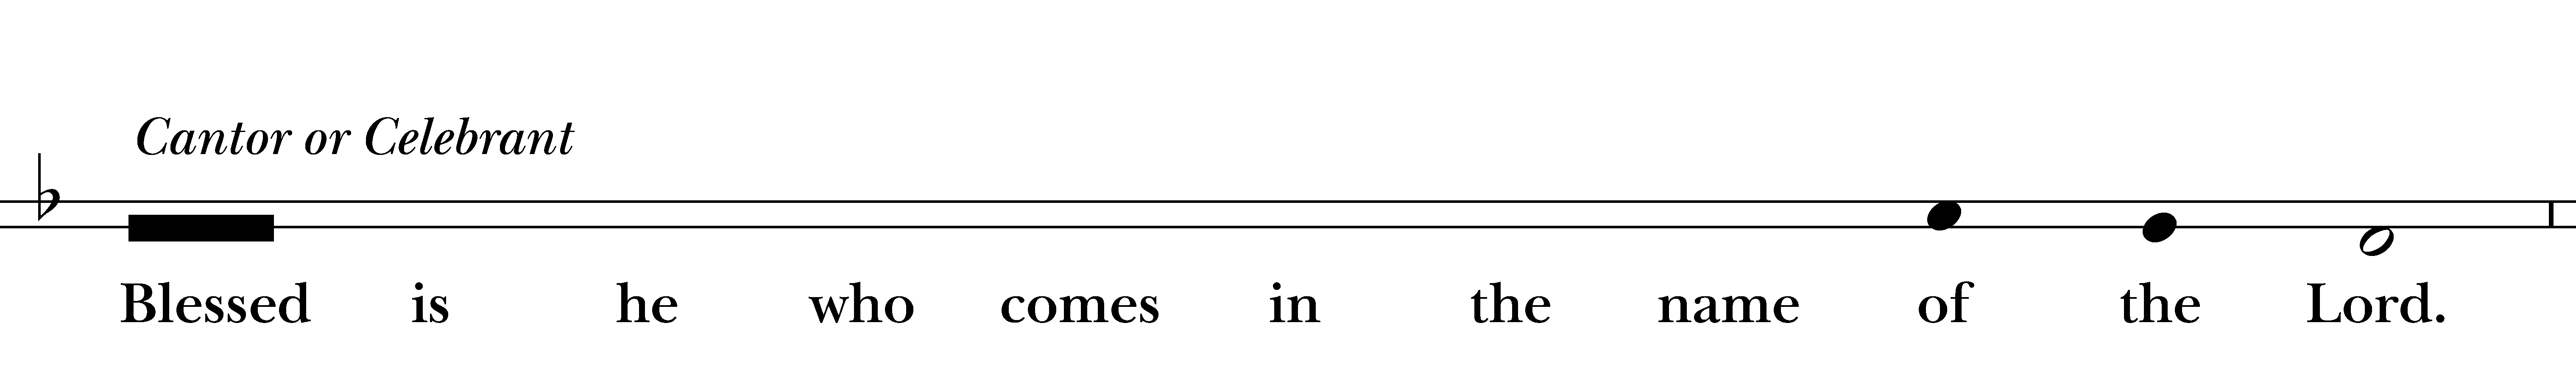 Cantor or Celebrant
Blessed is he who comes in the name of the Lord.